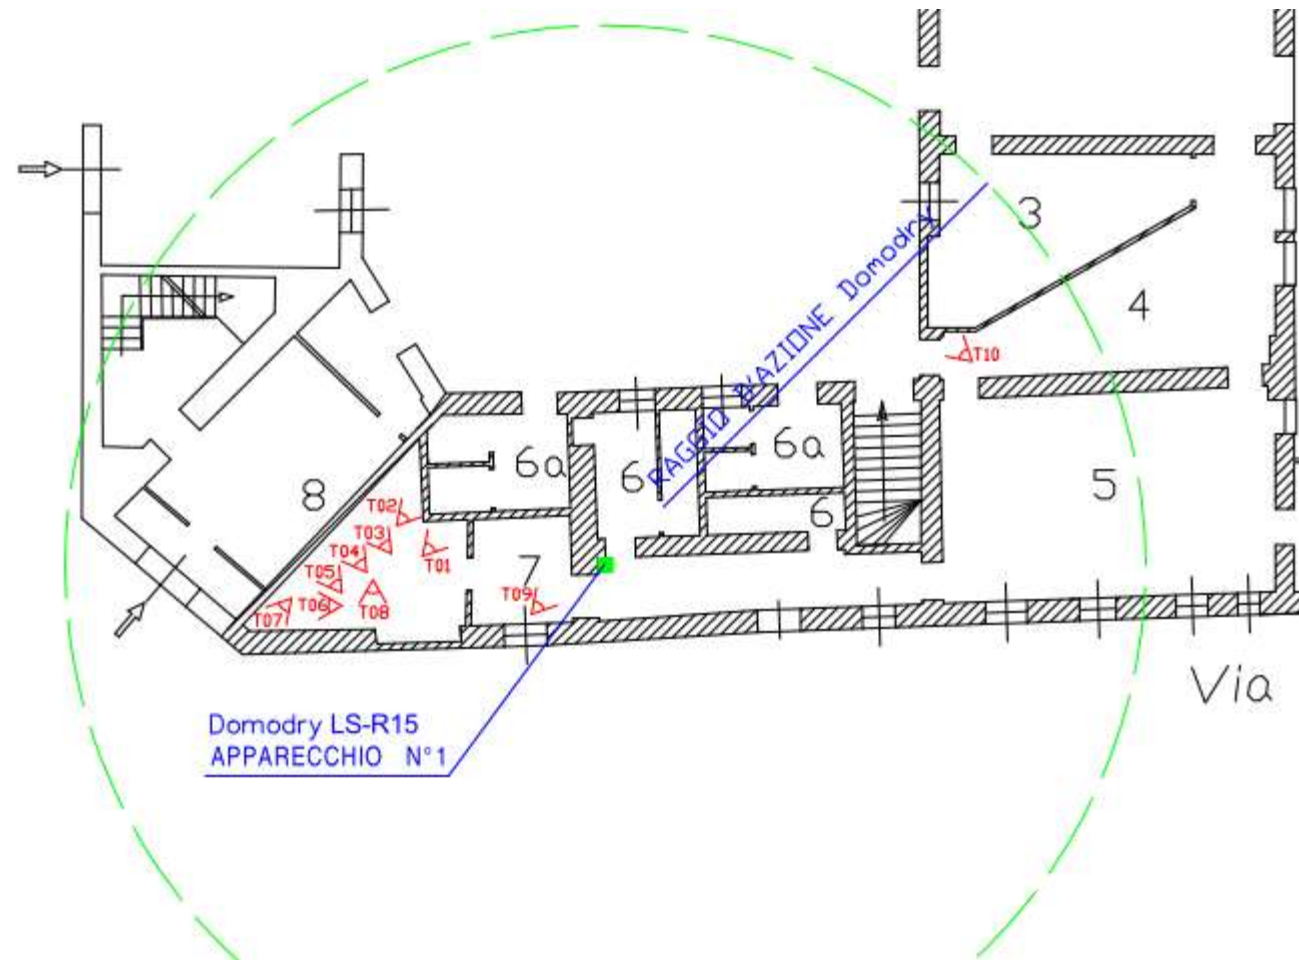 3
RAGGIO D'AZIONE Domodry
4
T10
6a
6
6a
5
8
T02
6
T03
T04
T01
7
T05
T09
T06
T08
T07
Via
Domodry LS-R15
APPARECCHIO N°1